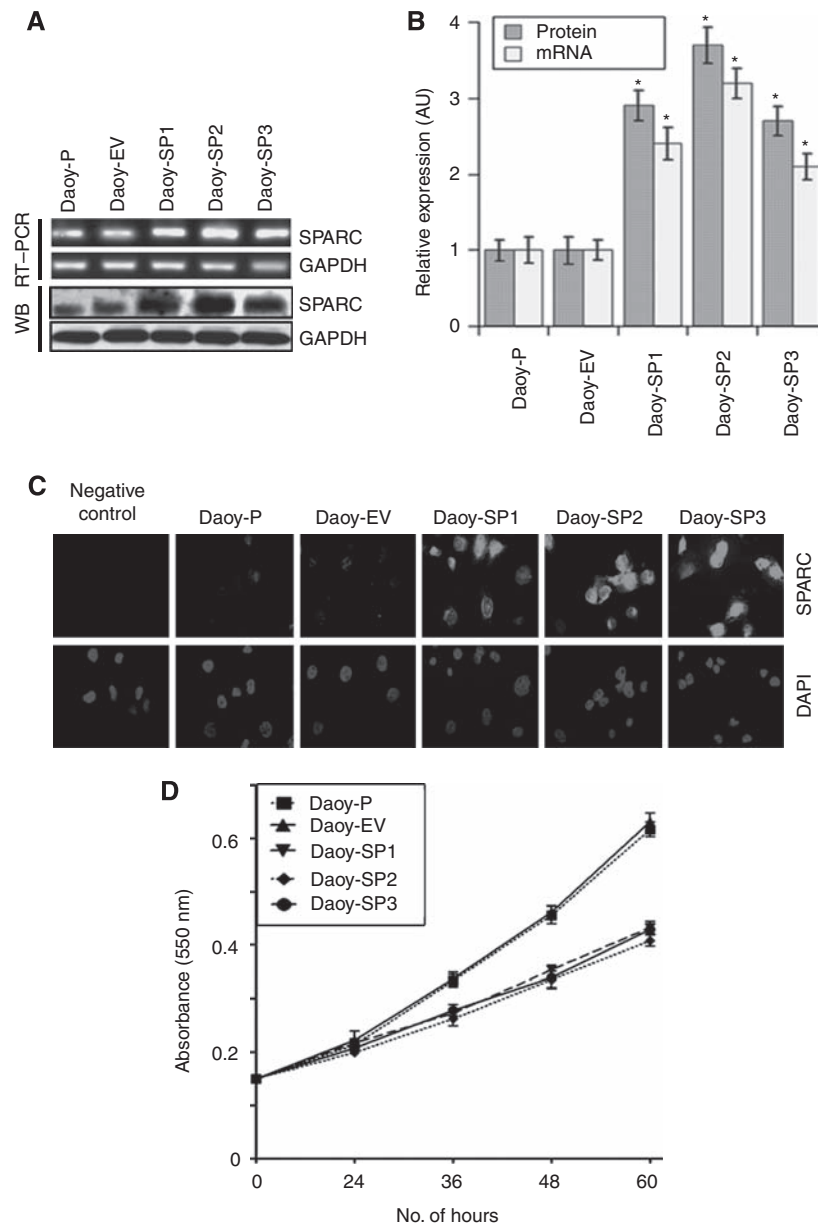 A
Daoy-P
Daoy-EV
Daoy-SP1
Daoy-SP2
Daoy-SP3
RT–PCR
SPARC
GAPDH
WB
SPARC
GAPDH
B
Protein
mRNA
Relative expression (AU)
4
3
2
1
0
*
*
*
*
*
*
Daoy-P
Daoy-EV
Daoy-SP1
Daoy-SP2
Daoy-SP3
C
Negative
control
Daoy-P
Daoy-EV
Daoy-SP1
Daoy-SP2
Daoy-SP3
SPARC
DAPI
D
Daoy-P
Daoy-EV
Daoy-SP1
Daoy-SP2
Daoy-SP3
Absorbance (550 nm)
0.6
0.4
0.2
0
0
24
36
48
60
No. of hours